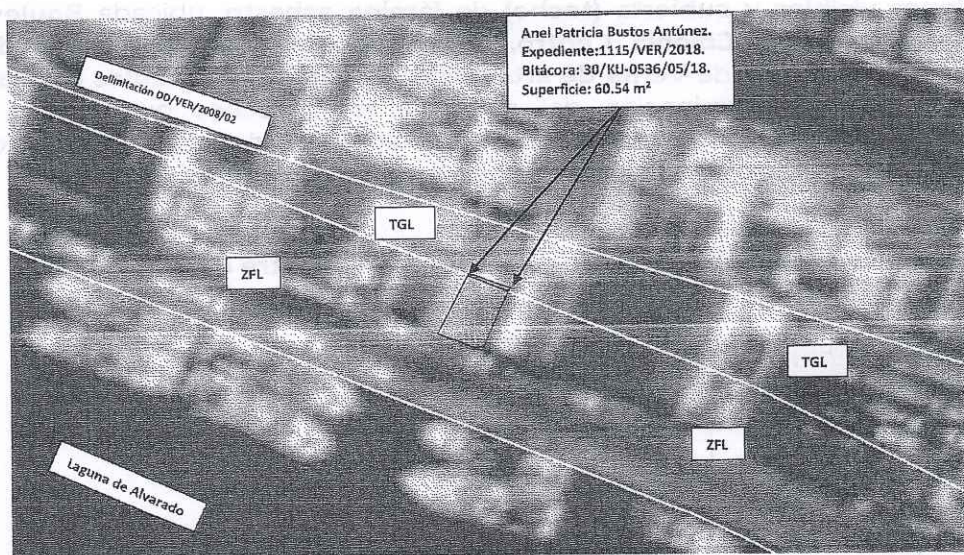 Anel Patricia Bustos Antúnez.
Expediente:1115/VER/2018.
Bitácora: 30/KU-0536/05/18.
Superficie: 60.54 m²
Delimitación DD/VER/2008/02
TGL
ZFL
TGL
ZFL
Laguna de Alvarado